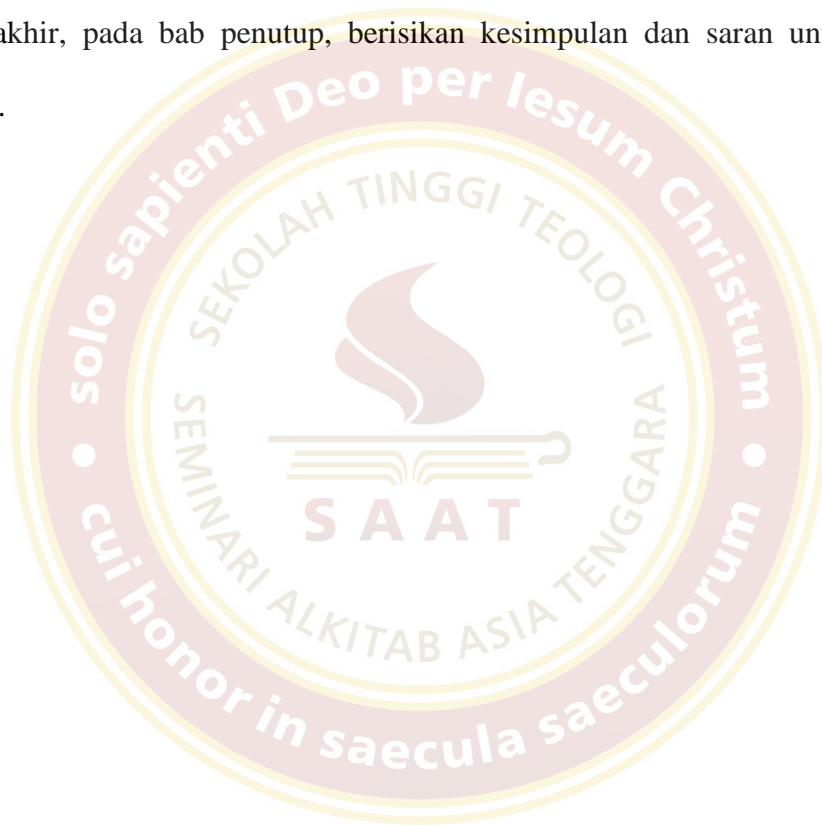 akhir, pada bab penutup, berisikan kesimpulan dan saran
.
solo sapienti Deo per Iesum Christum
SEKOLAH TINGGI TEOLOGI
SAAT
SEMINARI ALKITAB ASIA TENGGARA
• cui honor in saecula saeculorum •